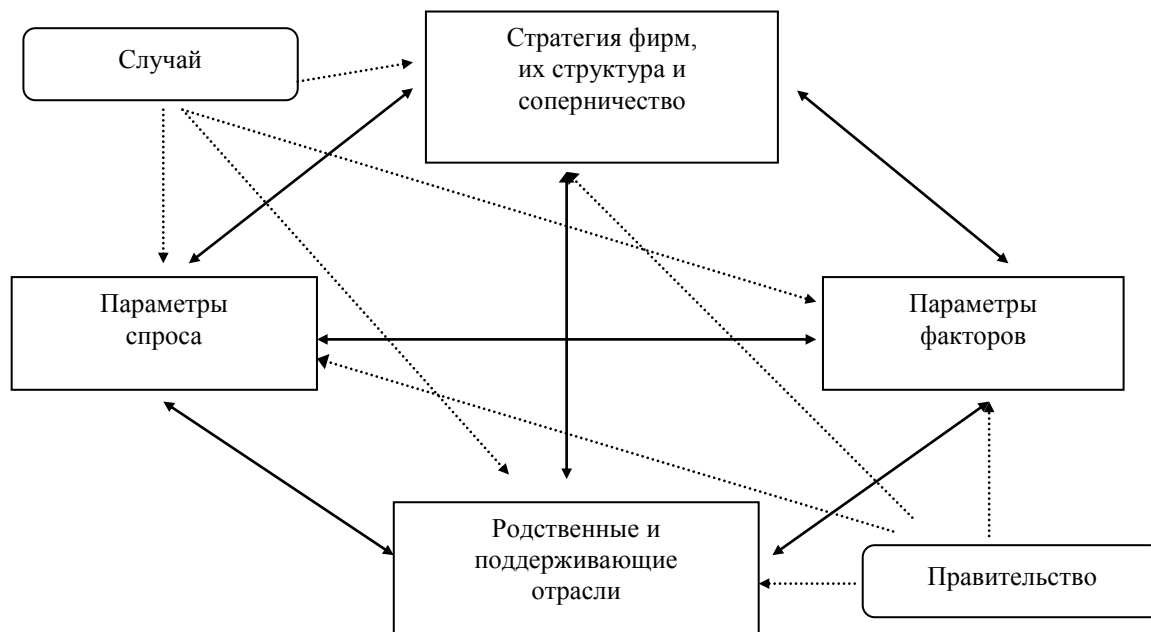 Случай
Стратегия фирм,
их структура и
соперничество
Параметры
спроса
Параметры
факторов
Родственные и
поддерживающие
отрасли
Правительство